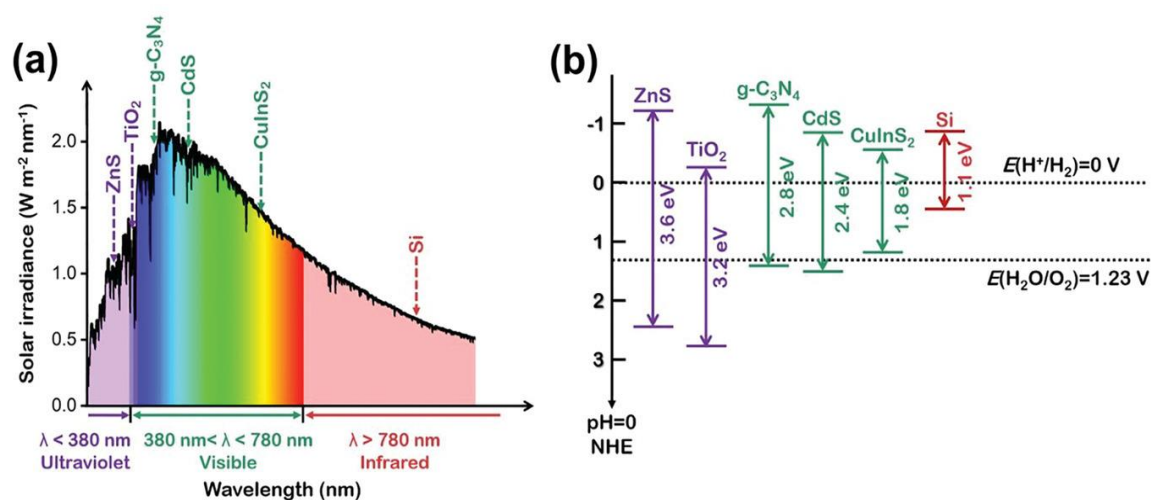 (a)
Solar irradiance (W m⁻² nm⁻¹)
2.0
1.5
1.0
0.5
0.0
ZnS
TiO₂
g-C₃N₄
CdS
CuInS₂
Si
λ < 380 nm
Ultraviolet
380 nm< λ < 780 nm
Visible
λ > 780 nm
Infrared
Wavelength (nm)
(b)
-1
0
1
2
3
pH=0
NHE
ZnS
3.6 eV
TiO₂
3.2 eV
g-C₃N₄
2.8 eV
CdS
2.4 eV
CuInS₂
1.8 eV
Si
1.1 eV
E(H⁺/H₂)=0 V
E(H₂O/O₂)=1.23 V